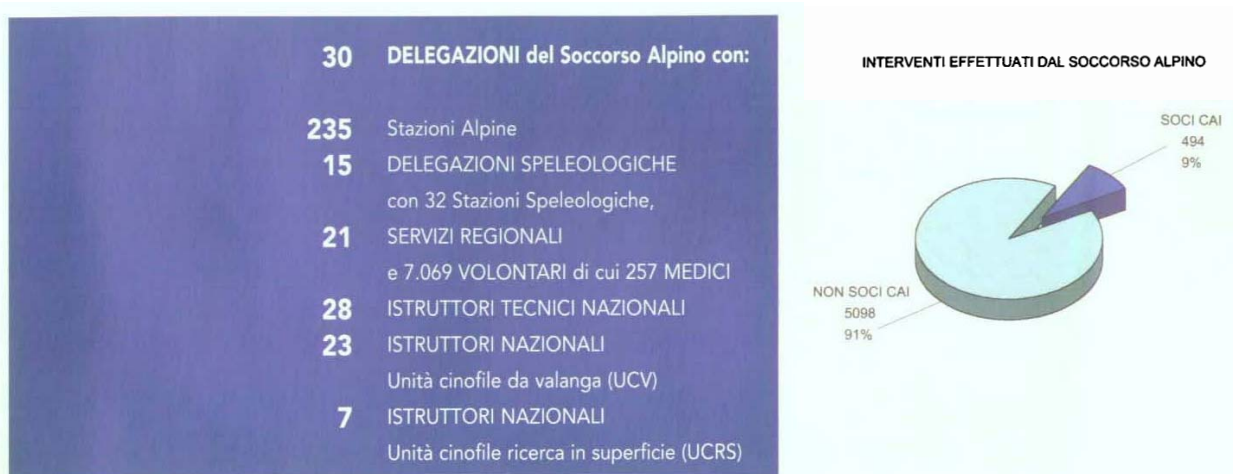 30 DELEGAZIONI del Soccorso Alpino con:
235 Stazioni Alpine
15 DELEGAZIONI SPELEOLOGICHE
con 32 Stazioni Speleologiche,
21 SERVIZI REGIONALI
e 7.069 VOLONTARI di cui 257 MEDICI
28 ISTRUTTORI TECNICI NAZIONALI
23 ISTRUTTORI NAZIONALI
Unità cinofile da valanga (UCV)
7 ISTRUTTORI NAZIONALI
Unità cinofile ricerca in superficie (UCRS)
INTERVENTI EFFETTUATI DAL SOCCORSO ALPINO
SOCI CAI
494
9%
NON SOCI CAI
5098
91%